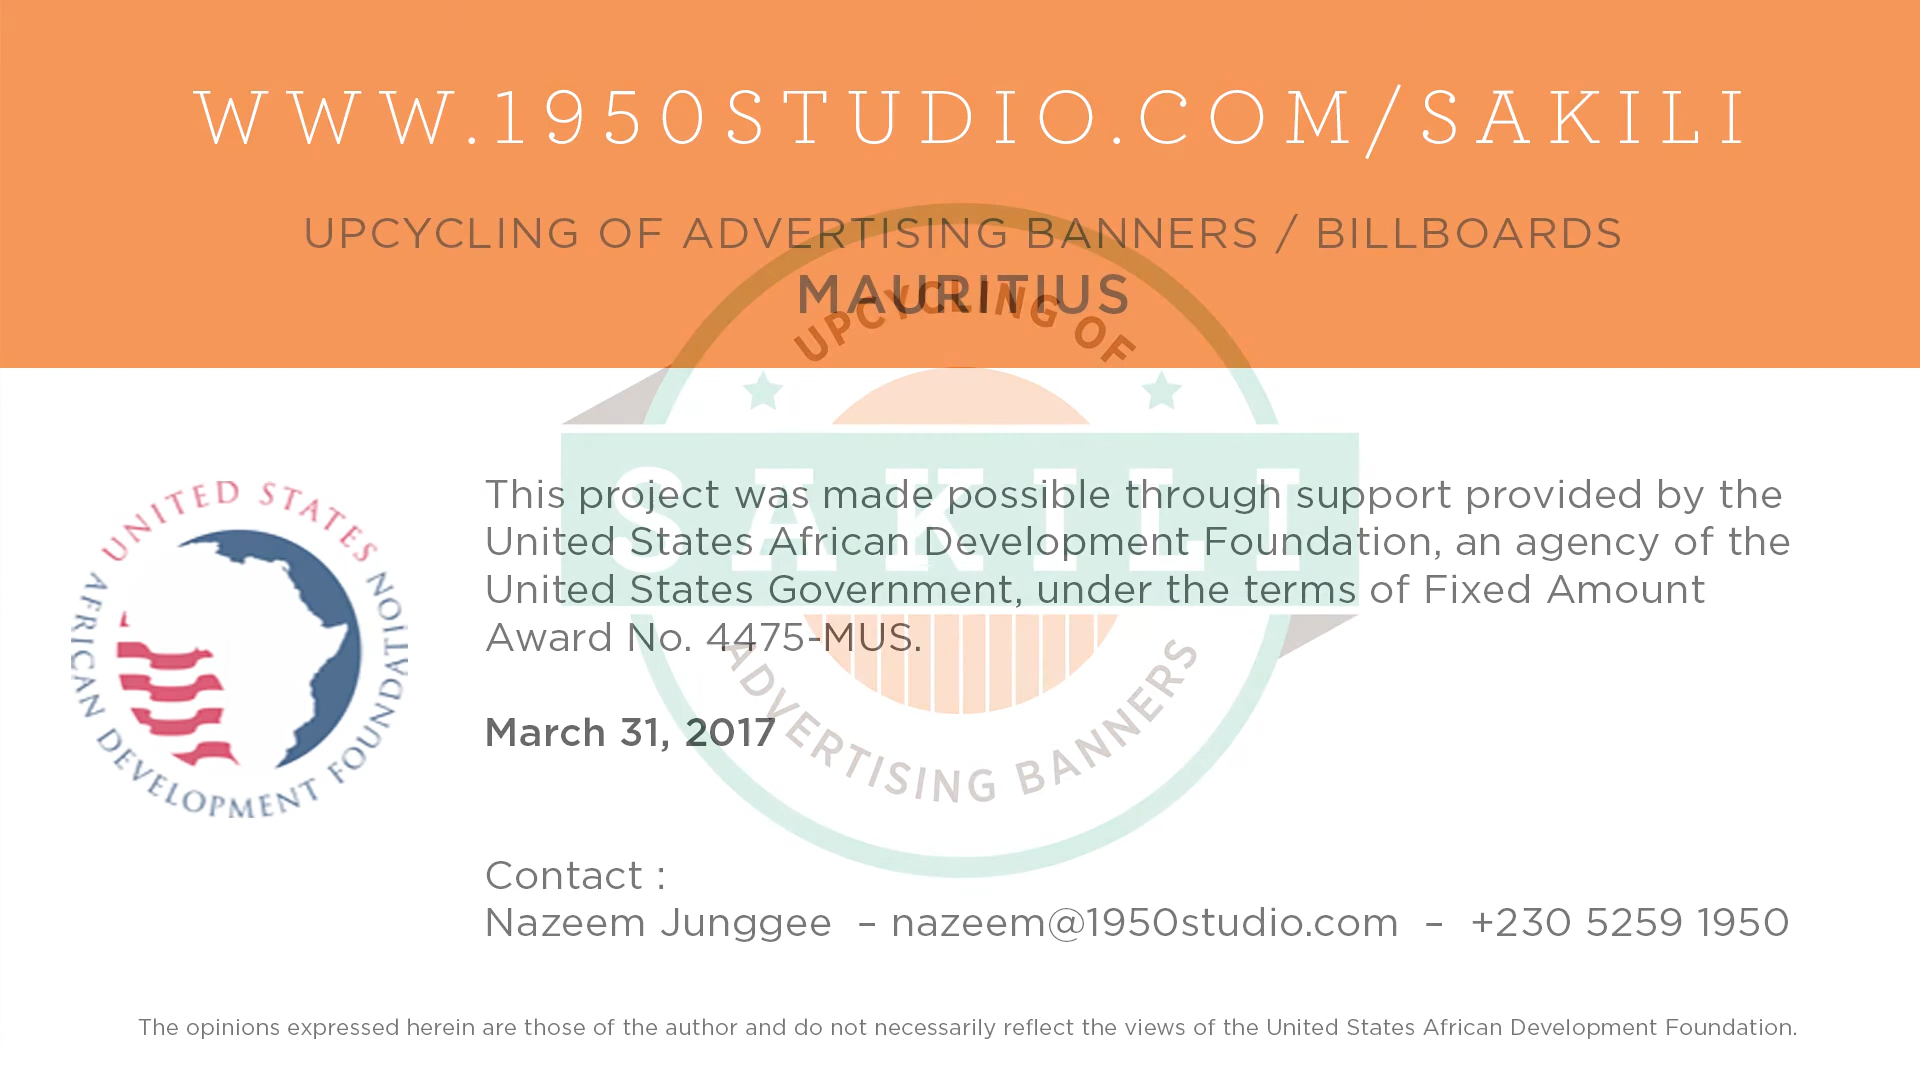 WWW.1950STUDIO.COM/SAKILI
UPCYCLING OF ADVERTISING BANNERS / BILLBOARDS
MAURITIUS
UPCYCLING OF
SAKILI
ADVERTISING BANNERS
UNITED STATES
AFRICAN DEVELOPMENT FOUNDATION
This project was made possible through support provided by the
United States African Development Foundation, an agency of the
United States Government, under the terms of Fixed Amount
Award No. 4475-MUS.
March 31, 2017
Contact :
Nazeem Junggee – nazeem@1950studio.com – +230 5259 1950
The opinions expressed herein are those of the author and do not necessarily reflect the views of the United States African Development Foundation.